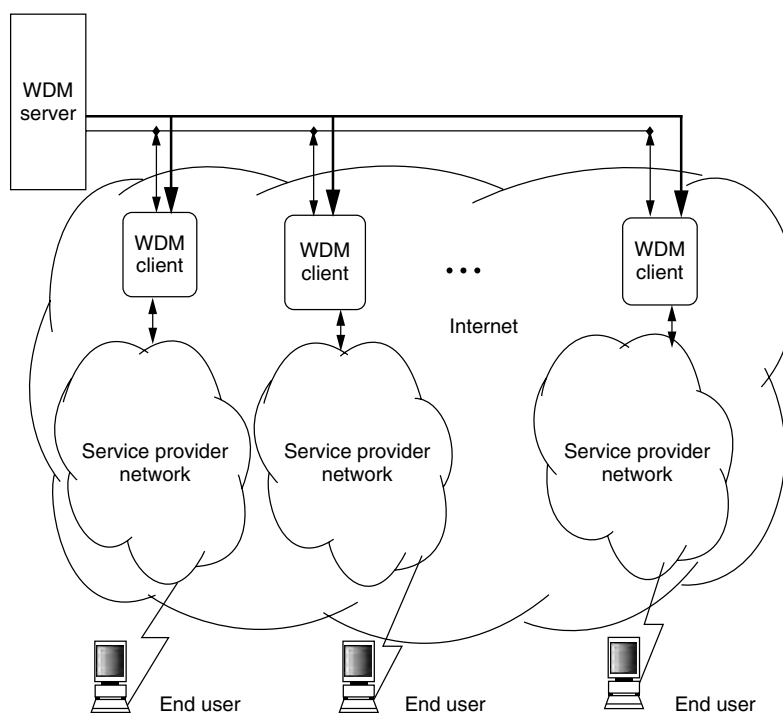 WDM
server
WDM
client
WDM
client
WDM
client
Internet
Service provider
network
Service provider
network
Service provider
network
End user
End user
End user